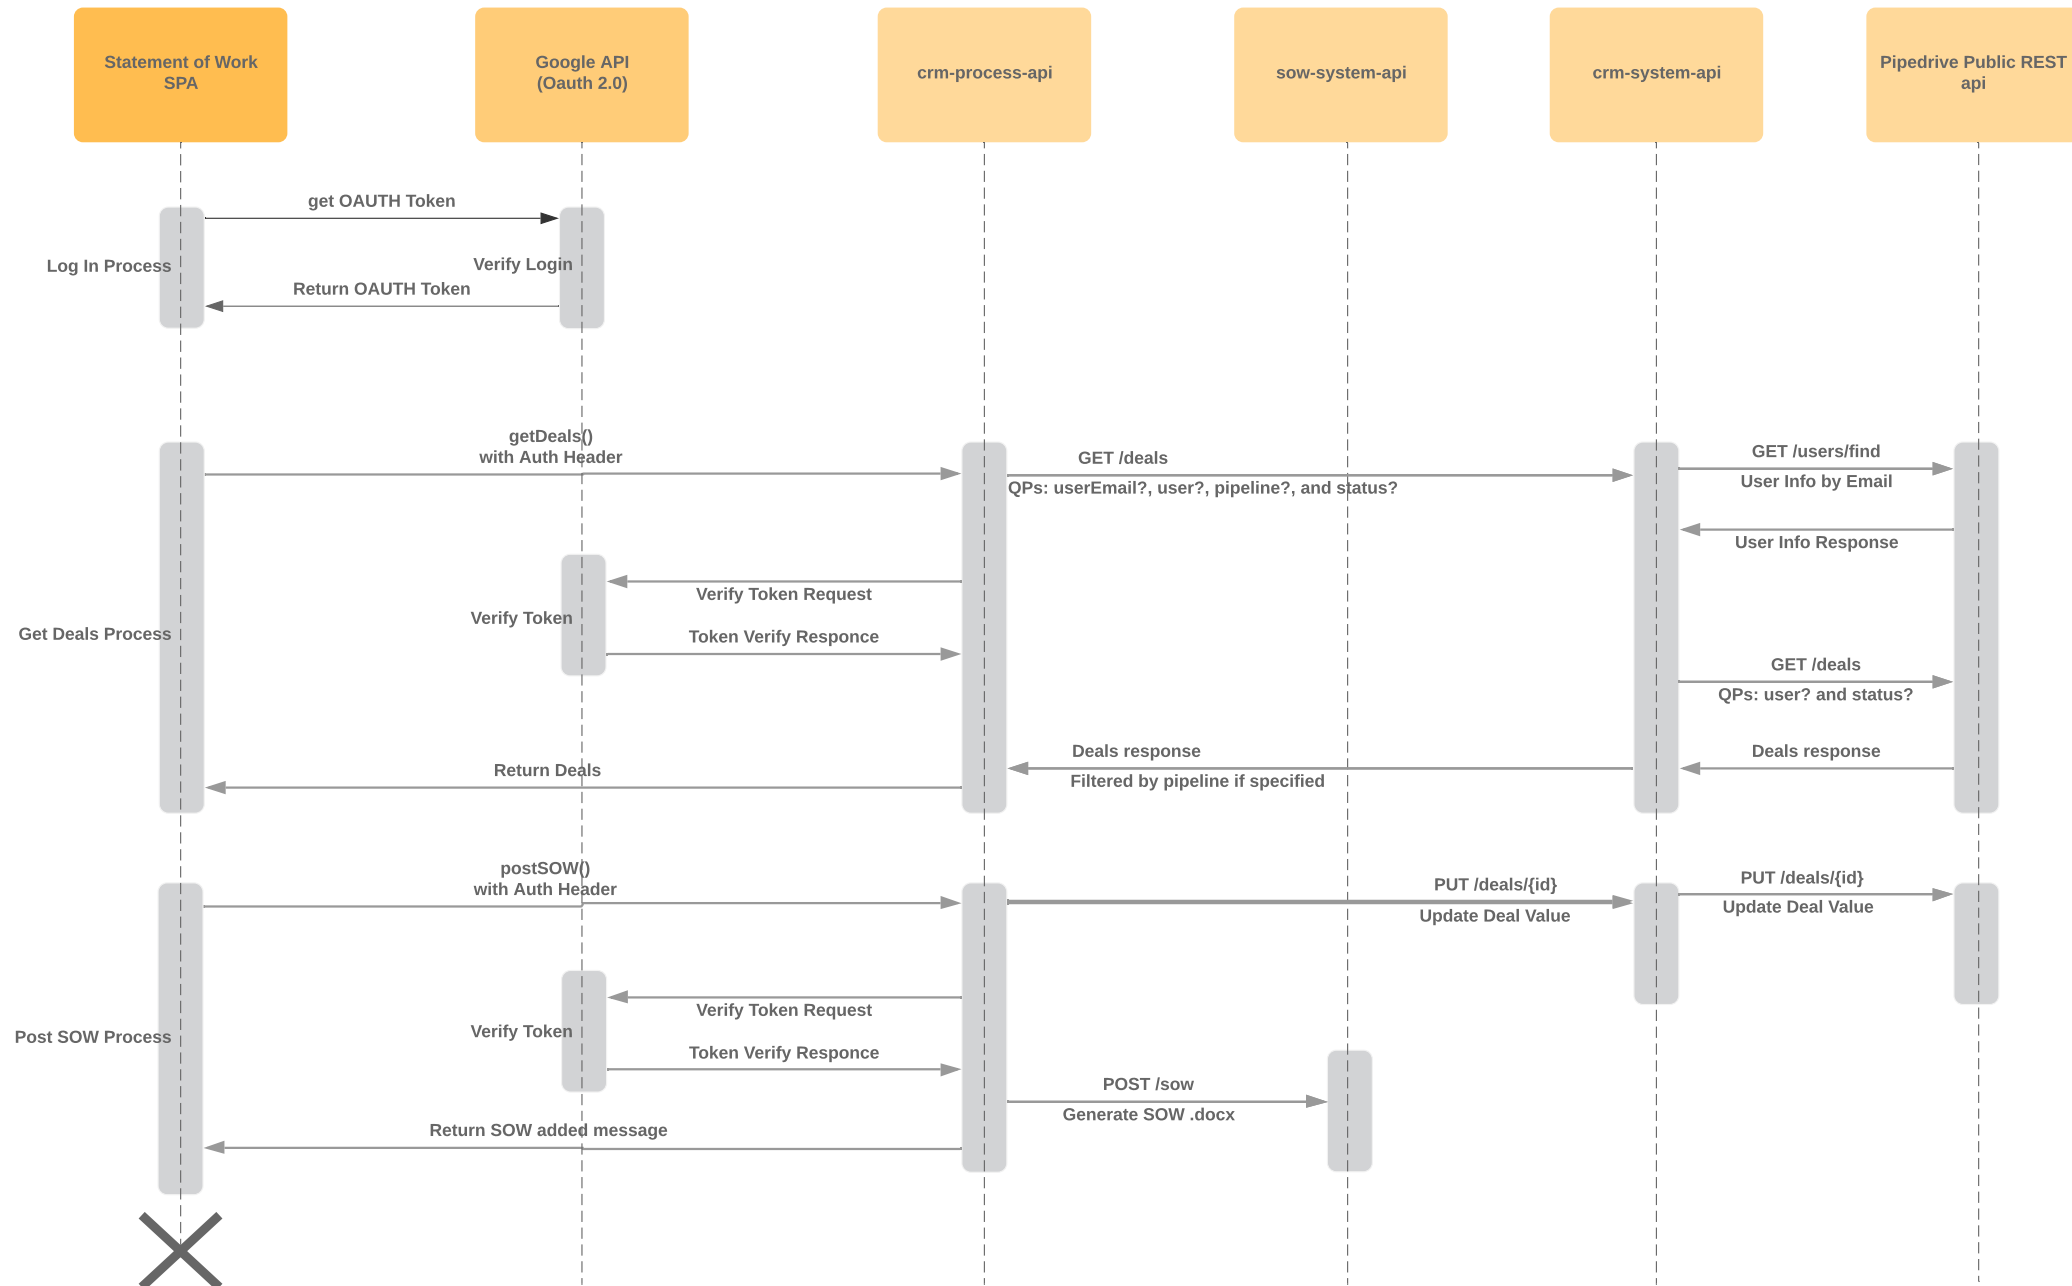 Statement of Work
SPA
Google API
(Oauth 2.0)
crm-process-api
sow-system-api
crm-system-api
Pipedrive Public REST
api
get OAUTH Token
Log In Process
Verify Login
Return OAUTH Token
getDeals()
with Auth Header
GET /deals
QPs: userEmail?, user?, pipeline?, and status?
GET /users/find
User Info by Email
User Info Response
Verify Token Request
Verify Token
Token Verify Responce
Get Deals Process
GET /deals
QPs: user? and status?
Deals response
Filtered by pipeline if specified
Deals response
Return Deals
postSOW()
with Auth Header
PUT /deals/{id}
Update Deal Value
PUT /deals/{id}
Update Deal Value
Verify Token Request
Verify Token
Post SOW Process
Token Verify Responce
POST /sow
Generate SOW .docx
Return SOW added message